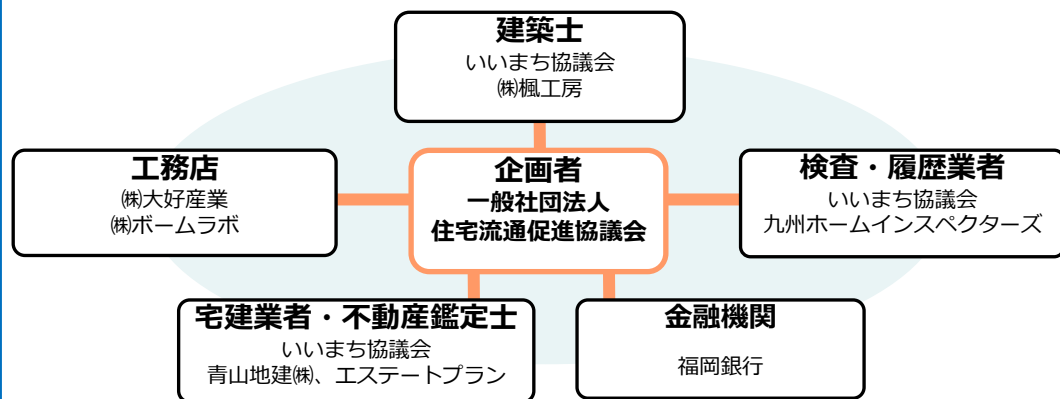 建築士
いいまち協議会
㈱楓工房
工務店
㈱大好産業
㈱ボームラボ
企画者
一般社団法人
住宅流通促進協議会
検査・履歴業者
いいまち協議会
九州ホームインスペクターズ
宅建業者・不動産鑑定士
いいまち協議会
青山地建㈱、エステートプラン
金融機関
福岡銀行